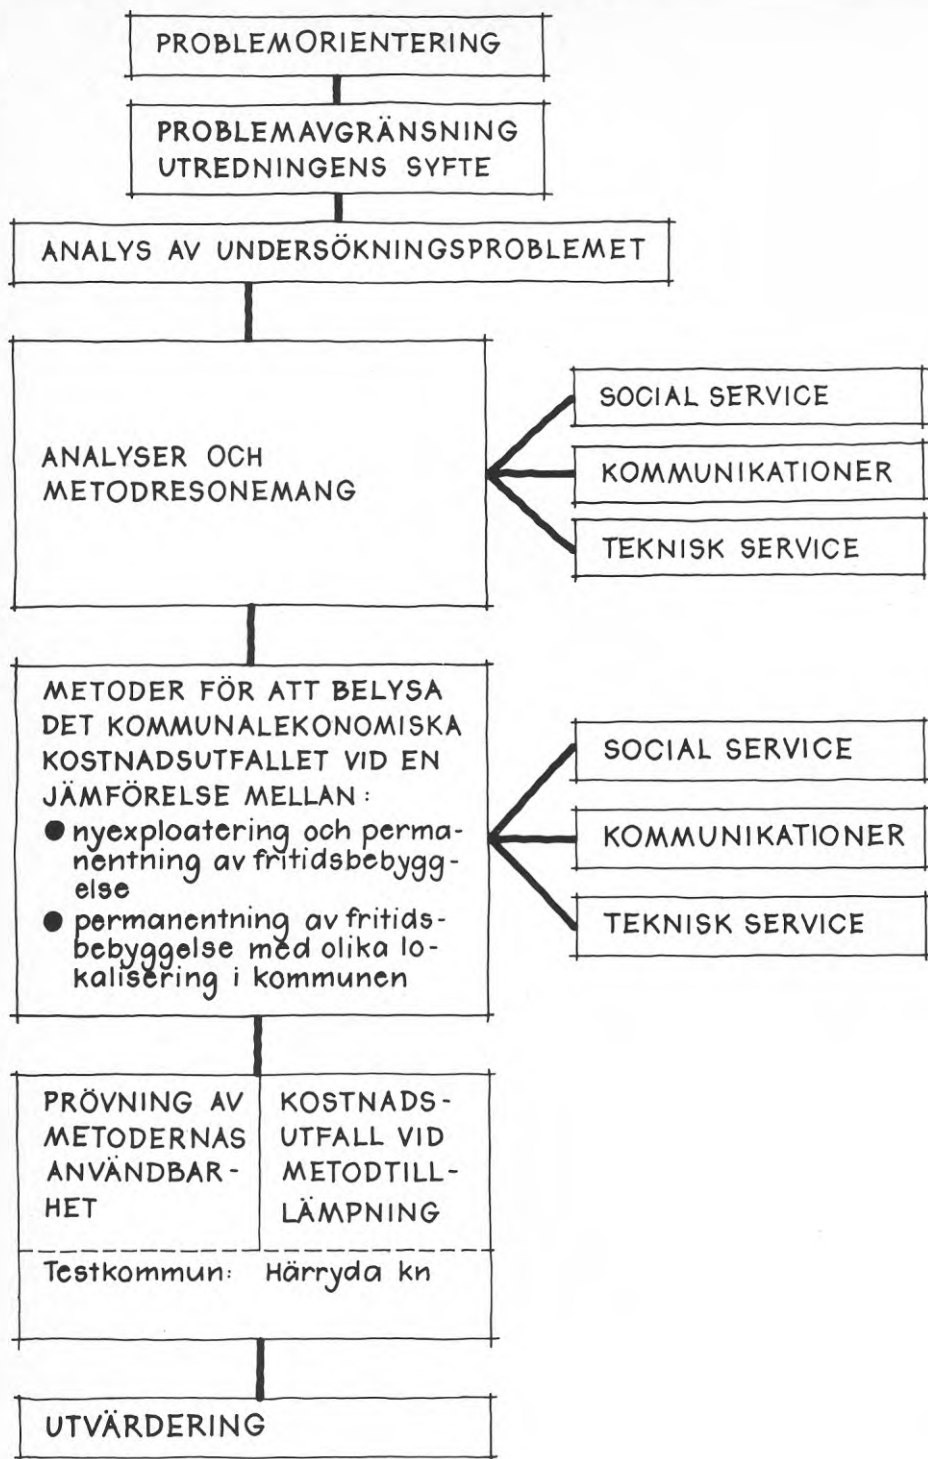 PROBLEMORIENTERING
PROBLEMAVGRÄNSNING
UTREDNINGENS SYFTE
ANALYS AV UNDERSÖKNINGSPROBLEMET
ANALYSER OCH
METODRESONEMANG
SOCIAL SERVICE
KOMMUNIKATIONER
TEKNISK SERVICE
METODER FÖR ATT BELYSA
DET KOMMUNALEKONOMISKA
KOSTNADSUTFALLET VID EN
JÄMFÖRELSE MELLAN:
● nyexploatering och perma-
nentning av fritidsbebygg-
else
● permanentning av fritids-
bebyggelse med olika lo-
kalisering i kommunen
SOCIAL SERVICE
KOMMUNIKATIONER
TEKNISK SERVICE
PRÖVNING AV
METODERNAS
ANVÄNDBAR-
HET
KOSTNADS-
UTFALL VID
METODTILL-
LÄMPNING
Testkommun: Härryda kn
UTVÄRDERING